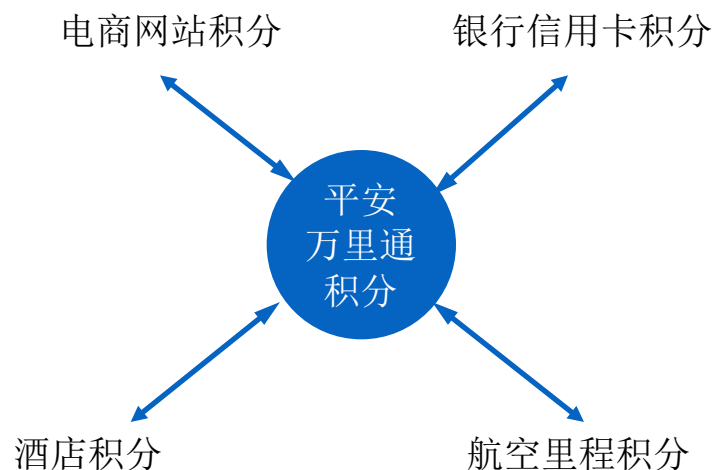 电商网站积分
银行信用卡积分
平安
万里通
积分
酒店积分
航空里程积分